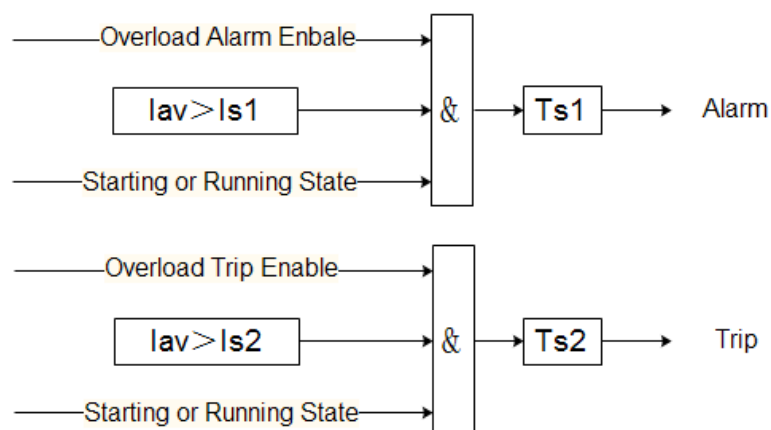 Overload Alarm Enbale
Iav＞Is1
&
Ts1
Alarm
Starting or Running State
Overload Trip Enable
Iav＞Is2
&
Ts2
Trip
Starting or Running State